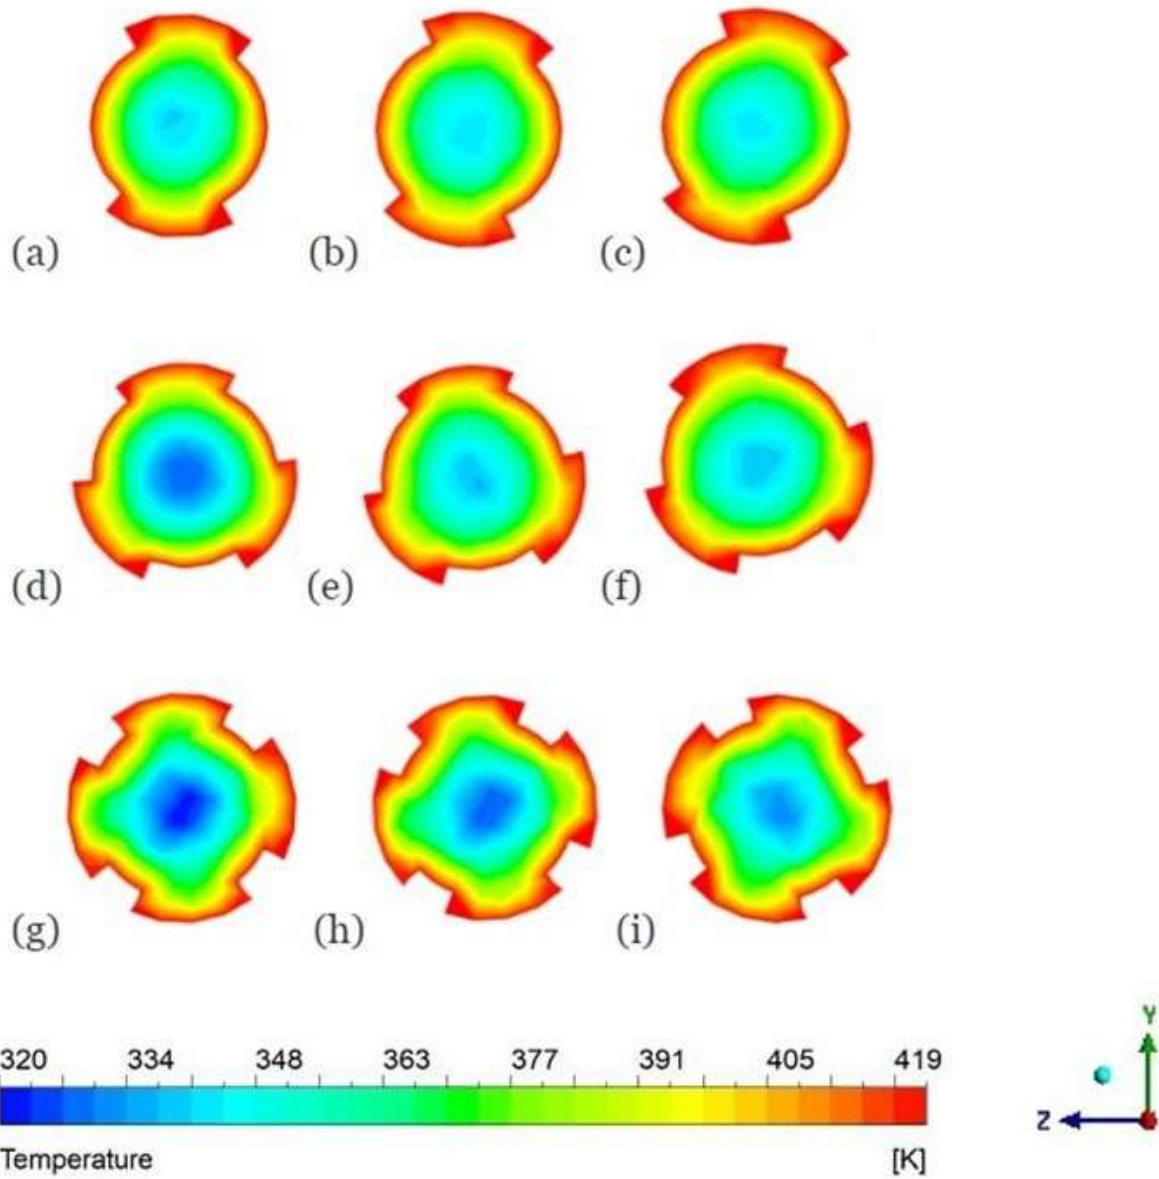 (a) (b) (c)
(d) (e) (f)
(g) (h) (i)
320 334 348 363 377 391 405 419
Temperature [K]
Y
Z